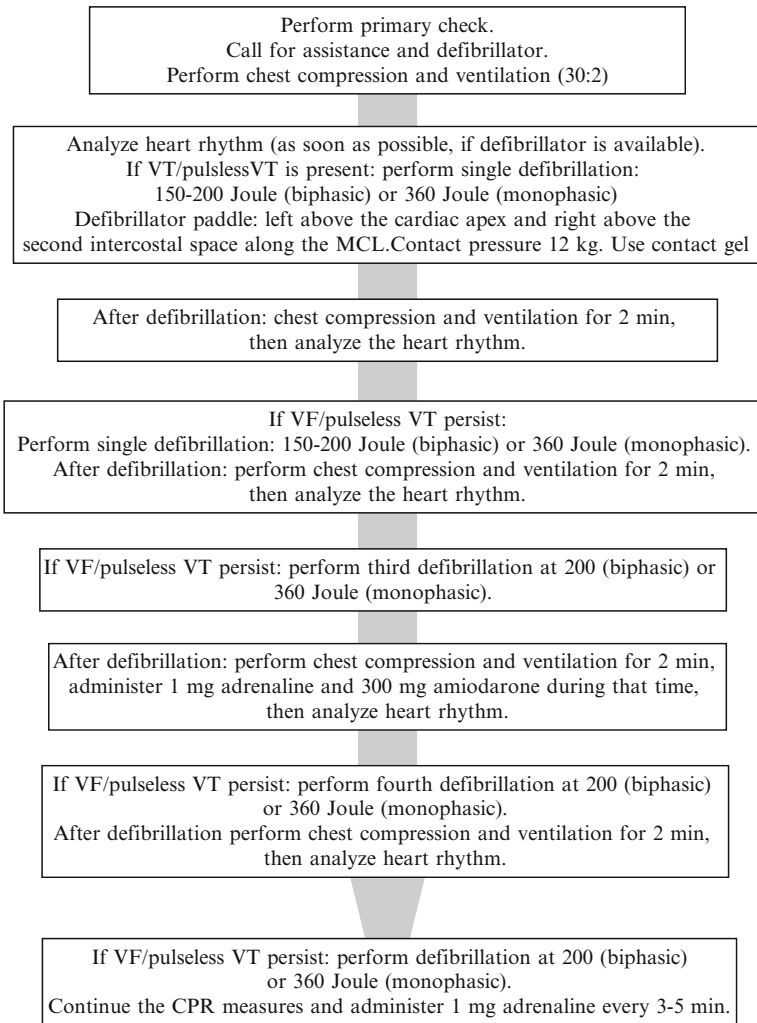 Perform primary check.
Call for assistance and defibrillator.
Perform chest compression and ventilation (30:2)
Analyze heart rhythm (as soon as possible, if defibrillator is available).
If VT/pulslessVT is present: perform single defibrillation:
150-200 Joule (biphasic) or 360 Joule (monophasic)
Defibrillator paddle: left above the cardiac apex and right above the
second intercostal space along the MCL.Contact pressure 12 kg. Use contact gel
After defibrillation: chest compression and ventilation for 2 min,
then analyze the heart rhythm.
If VF/pulseless VT persist:
Perform single defibrillation: 150-200 Joule (biphasic) or 360 Joule (monophasic).
After defibrillation: perform chest compression and ventilation for 2 min,
then analyze the heart rhythm.
If VF/pulseless VT persist: perform third defibrillation at 200 (biphasic) or
360 Joule (monophasic).
After defibrillation: perform chest compression and ventilation for 2 min,
administer 1 mg adrenaline and 300 mg amiodarone during that time,
then analyze heart rhythm.
If VF/pulseless VT persist: perform fourth defibrillation at 200 (biphasic)
or 360 Joule (monophasic).
After defibrillation perform chest compression and ventilation for 2 min,
then analyze heart rhythm.
If VF/pulseless VT persist: perform defibrillation at 200 (biphasic)
or 360 Joule (monophasic).
Continue the CPR measures and administer 1 mg adrenaline every 3-5 min.